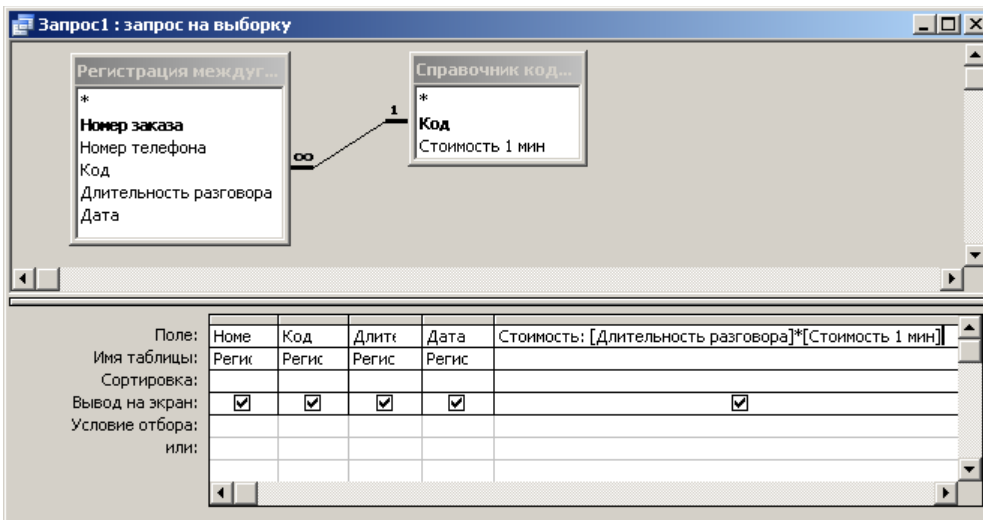 Запрос1 : запрос на выборку
Регистрация междуг...
*
Номер заказа
Номер телефона
Код
Длительность разговора
Дата
∞
1
Справочник код...
*
Код
Стоимость 1 мин
Поле: Номе Код Длите Дата Стоимость: [Длительность разговора]*[Стоимость 1 мин]
Имя таблицы: Регис Регис Регис Регис
Сортировка:
Вывод на экран:
Условие отбора:
или: